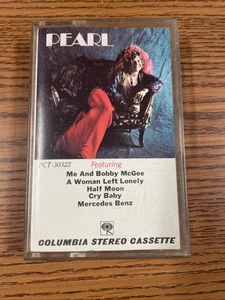 PEARL
PCT-30322 Featuring
Me And Bobby McGee
A Woman Left Lonely
Half Moon
Cry Baby
Mercedes Benz
COLUMBIA STEREO CASSETTE